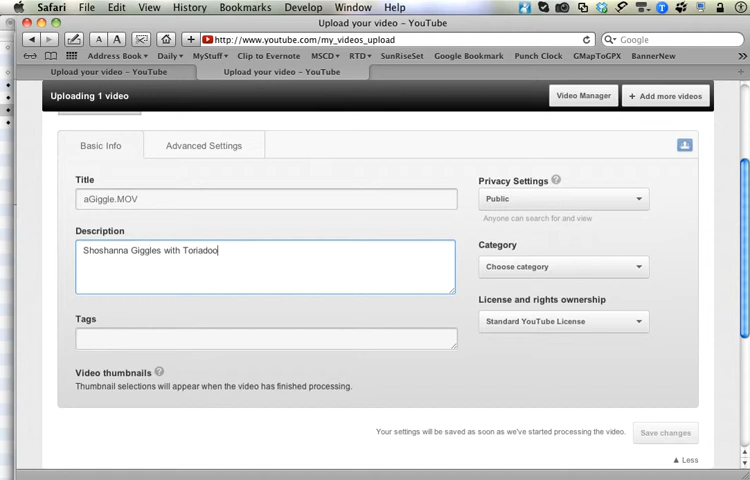 Safari File Edit View History Bookmarks Develop Window Help
Upload your video – YouTube
A A
http://www.youtube.com/my_videos_upload
Google
Address Book Daily MyStuff Clip to Evernote MSCD RTD SunRiseSet Google Bookmark Punch Clock GMapToGPX BannerNew
Upload your video – YouTube Upload your video – YouTube
Uploading 1 video Video Manager + Add more videos
Basic Info Advanced Settings
Title
aGiggle.MOV
Description
Shoshanna Giggles with Toriadoo
Tags
Video thumbnails ?
Thumbnail selections will appear when the video has finished processing.
Privacy Settings ?
Public
Anyone can search for and view
Category
Choose category
License and rights ownership
Standard YouTube License
Your settings will be saved as soon as we've started processing the video. Save changes
Less